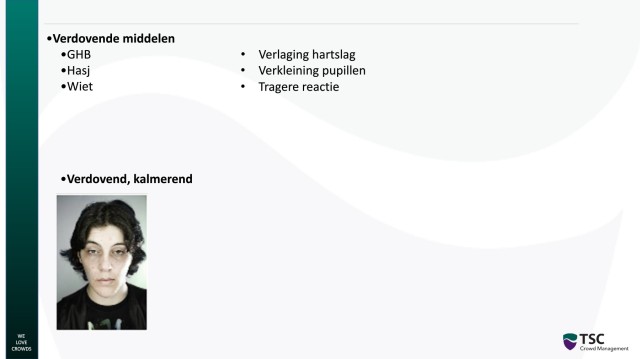 •Verdovende middelen
•GHB
•Hasj
•Wiet
• Verlaging hartslag
• Verkleining pupillen
• Tragere reactie
•Verdovend, kalmerend
WE
LOVE
CROWDS
TSC
Crowd Management